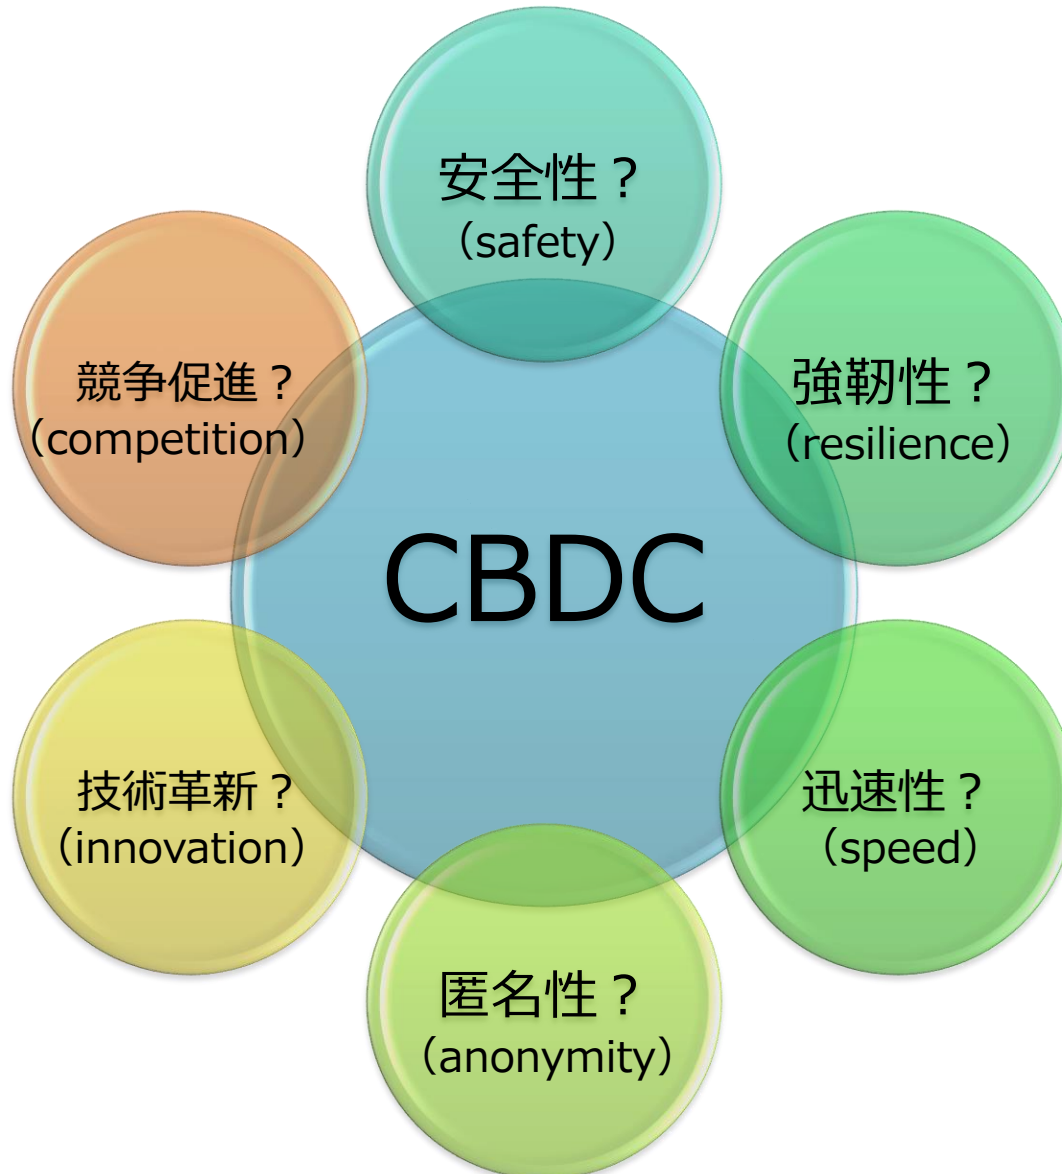 安全性？
（safety）
競争促進？
（competition）
強靭性？
（resilience）
CBDC
技術革新？
（innovation）
迅速性？
（speed）
匿名性？
（anonymity）